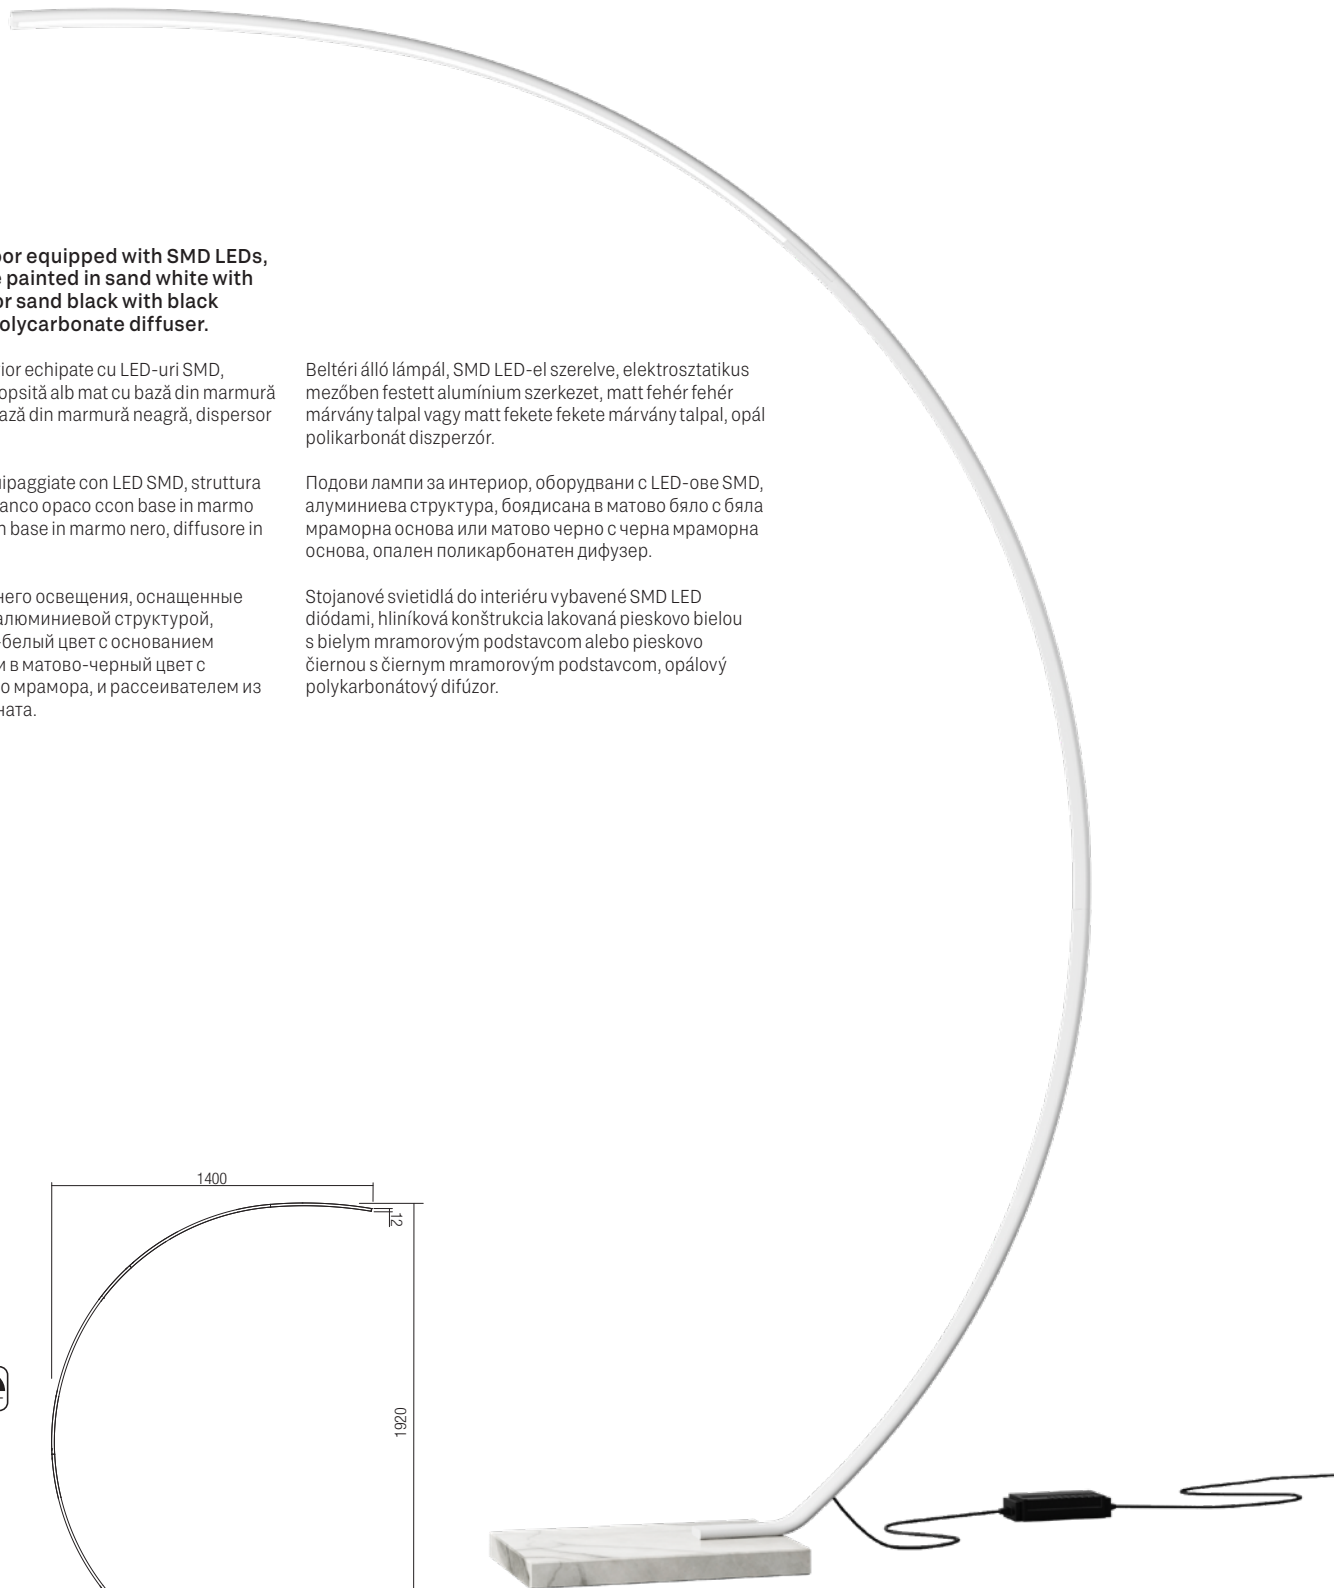 oor equipped with SMD LEDs,
painted in sand white with
or sand black with black
olycarbonate diffuser.
rior echipate cu LED-uri SMD,
opsită alb mat cu bază din marmură
ază din marmură neagră, dispersor
uipaggiate con LED SMD, struttura
anco opaco ccon base in marmo
n base in marmo nero, diffusore in
него освещения, оснащенные
алюминиевой структурой,
-белый цвет с основанием
и в матово-черный цвет с
о мрамора, и рассеивателем из
ната.
Beltéri álló lámpál, SMD LED-el szerelve, elektrosztatikus
mezőben festett alumínium szerkezet, matt fehér fehér
márvány talpal vagy matt fekete fekete márvány talpal, opál
polikarbonát diszperzór.
Подови лампи за интериор, оборудвани с LED-ове SMD,
алуминиева структура, боядисана в матово бяло с бяла
мраморна основа или матово черно с черна мраморна
основа, опален поликарбонатен дифузер.
Stojanové svietidlá do interiéru vybavené SMD LED
diódami, hliníková konštrukcia lakovaná pieskovo bielou
s bielym mramorovým podstavcom alebo pieskovo
čiernou s čiernym mramorovým podstavcom, opálový
polykarbonátový difúzor.
1400
12
1920